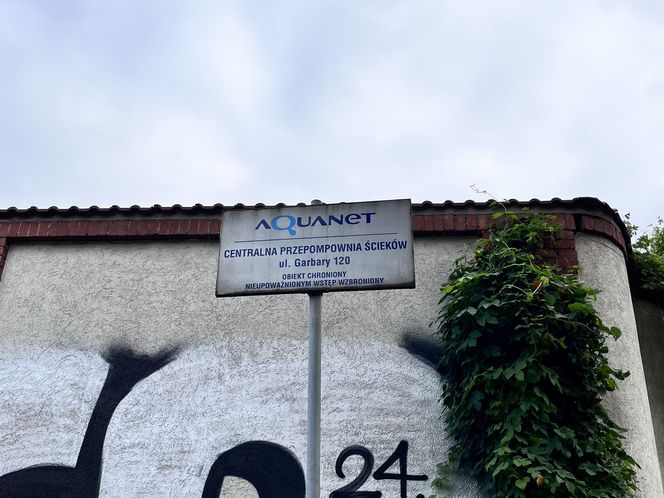 AQUANET
CENTRALNA PRZEPOMPOWNIA ŚCIEKÓW
ul. Garbary 120
OBIEKT CHRONIONY
NIEUPOWAŻNIONYM WSTĘP WZBRONIONY
24.